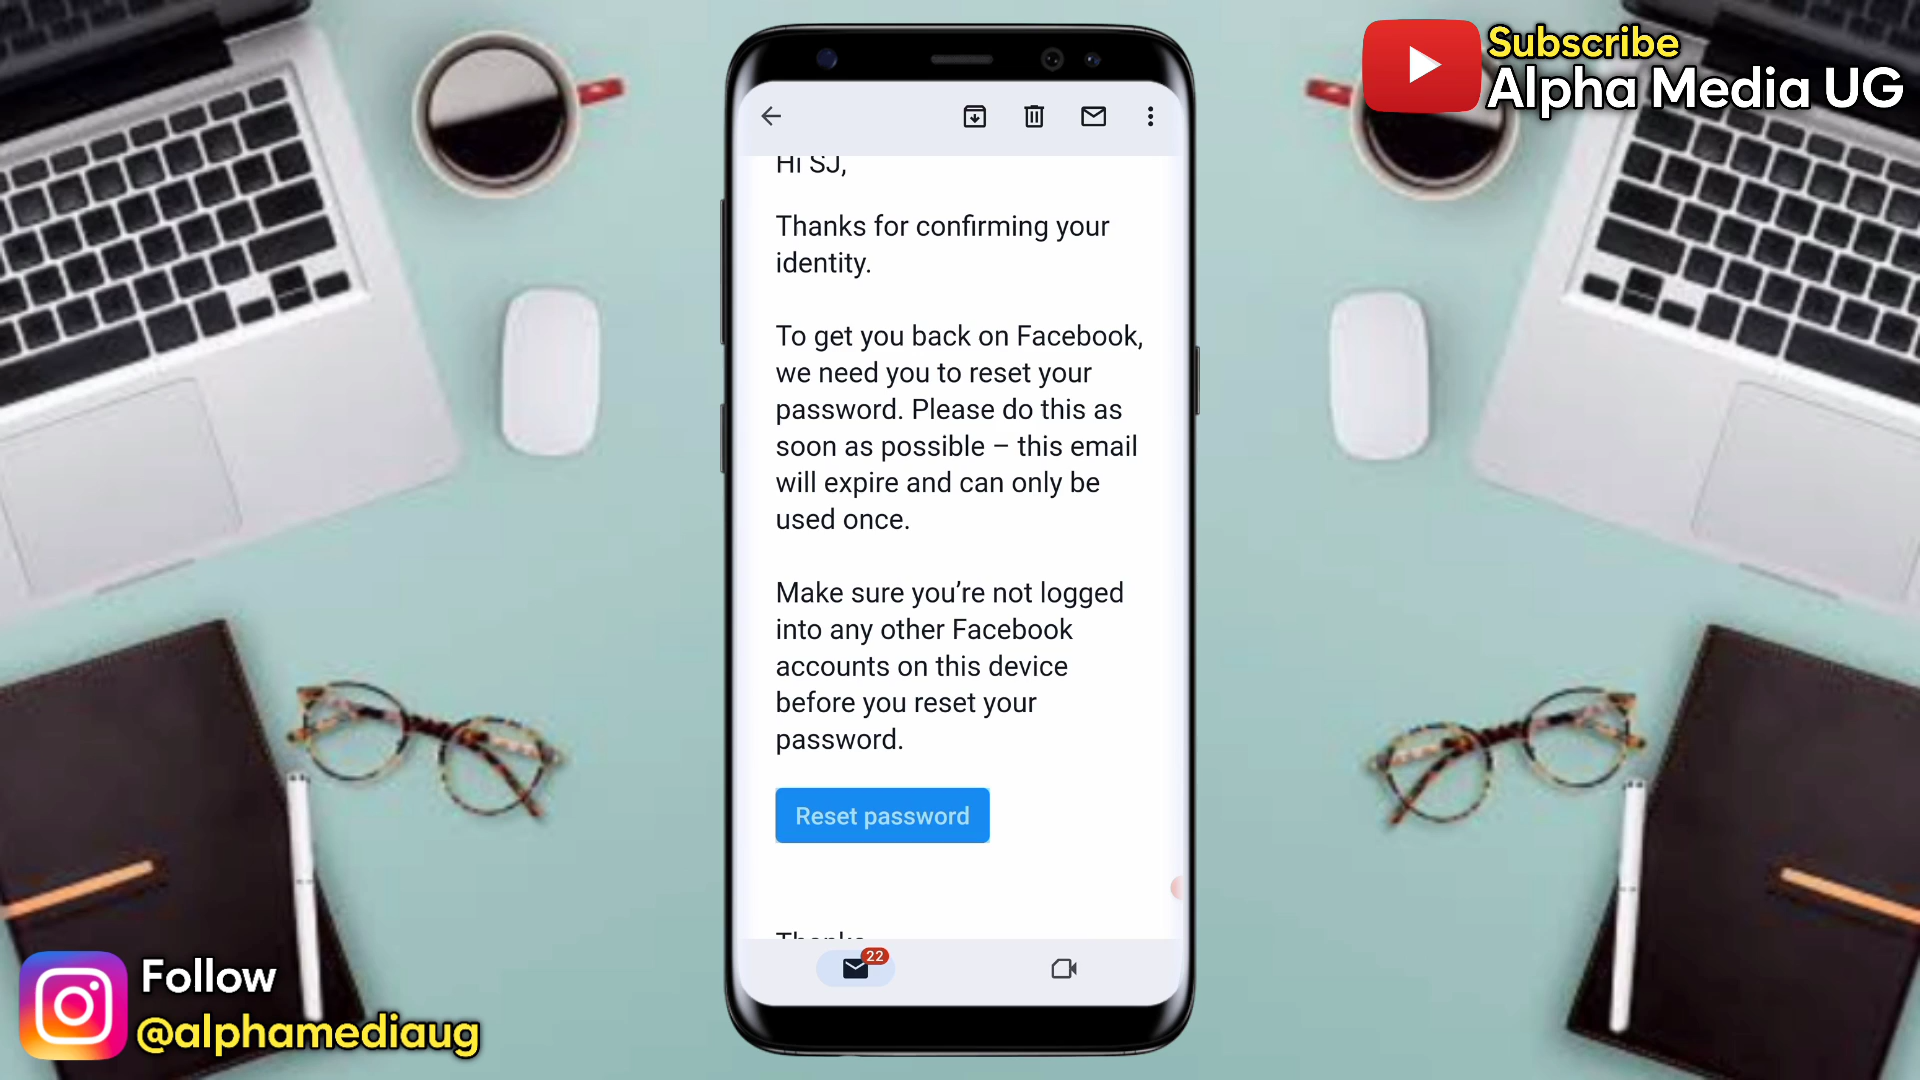 Subscribe
Alpha Media UG
Hi SJ,
Thanks for confirming your
identity.
To get you back on Facebook,
we need you to reset your
password. Please do this as
soon as possible – this email
will expire and can only be
used once.
Make sure you’re not logged
into any other Facebook
accounts on this device
before you reset your
password.
Reset password
Thanks
22
Follow
@alphamediaug